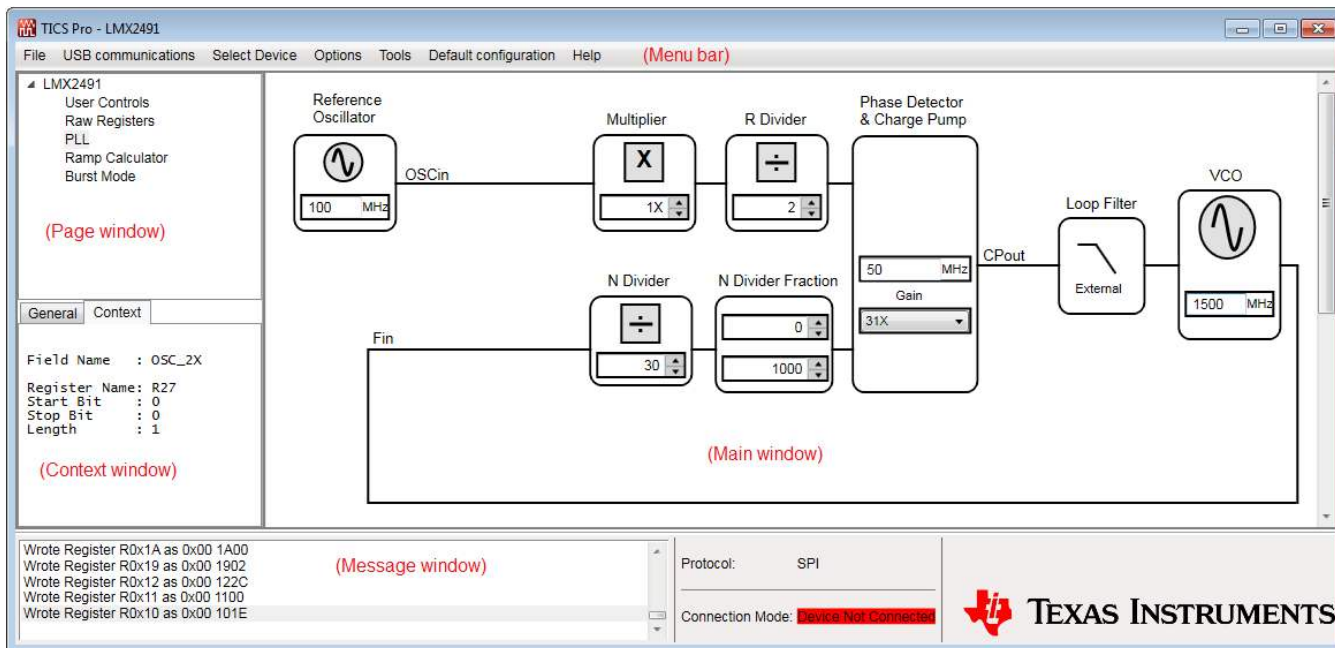 TICS Pro - LMX2491
File USB communications Select Device Options Tools Default configuration Help (Menu bar)
LMX2491
User Controls
Raw Registers
PLL
Ramp Calculator
Burst Mode
(Page window)
General Context
Field Name : OSC_2X
Register Name: R27
Start Bit : 0
Stop Bit : 0
Length : 1
(Context window)
Reference
Oscillator
100 MHz
OSCin
Multiplier
X
1X
R Divider
2
Phase Detector
& Charge Pump
50 MHz
Gain
31X
CPout
Loop Filter
External
VCO
1500 MHz
Fin
N Divider
30
N Divider Fraction
0
1000
(Main window)
Wrote Register R0x1A as 0x00 1A00
Wrote Register R0x19 as 0x00 1902
Wrote Register R0x12 as 0x00 122C
Wrote Register R0x11 as 0x00 1100
Wrote Register R0x10 as 0x00 101E
(Message window)
Protocol: SPI
Connection Mode: Device Not Connected
TEXAS INSTRUMENTS